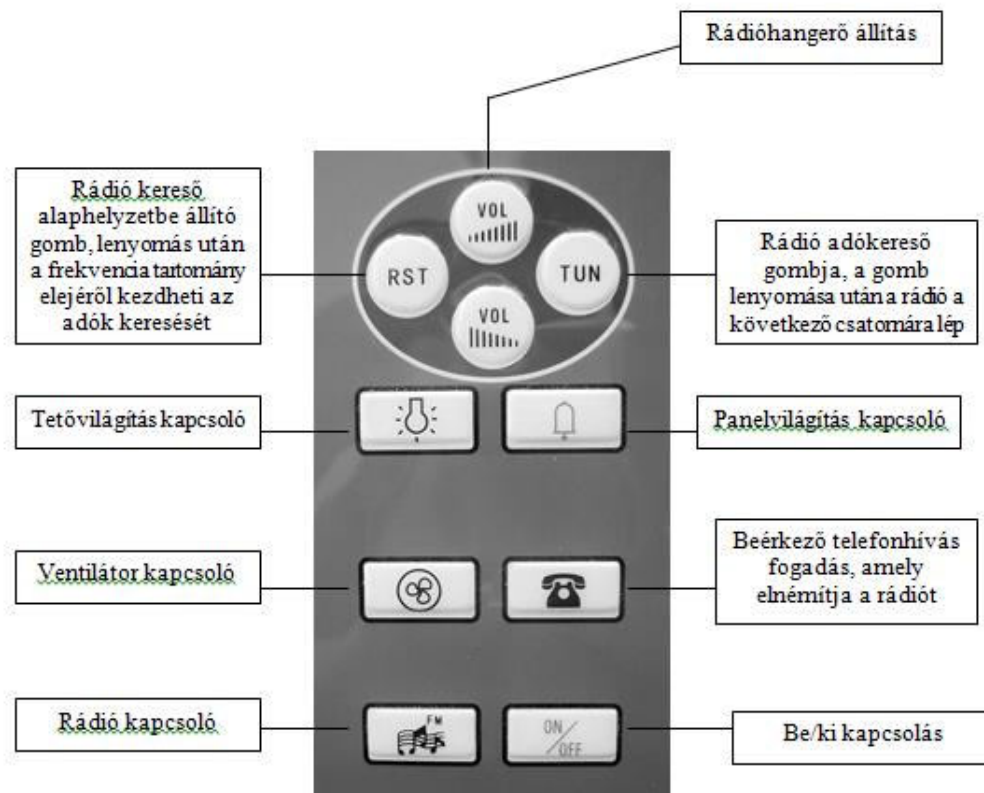 Rádióhangerő állítás
Rádió kereső
alaphelyzetbe állító
gomb, lenyomás után
a frekvencia tartomány
elejéről kezdheti az
adók keresését
VOL
RST
TUN
VOL
Rádió adókereső
gombja, a gomb
lenyomása után a rádió a
következő csatornára lép
Tetővilágítás kapcsoló
Panelvilágítás kapcsoló
Ventilátor kapcsoló
Beérkező telefonhívás
fogadás, amely
elnémítja a rádiót
Rádió kapcsoló
FM
ON
OFF
Be/ki kapcsolás